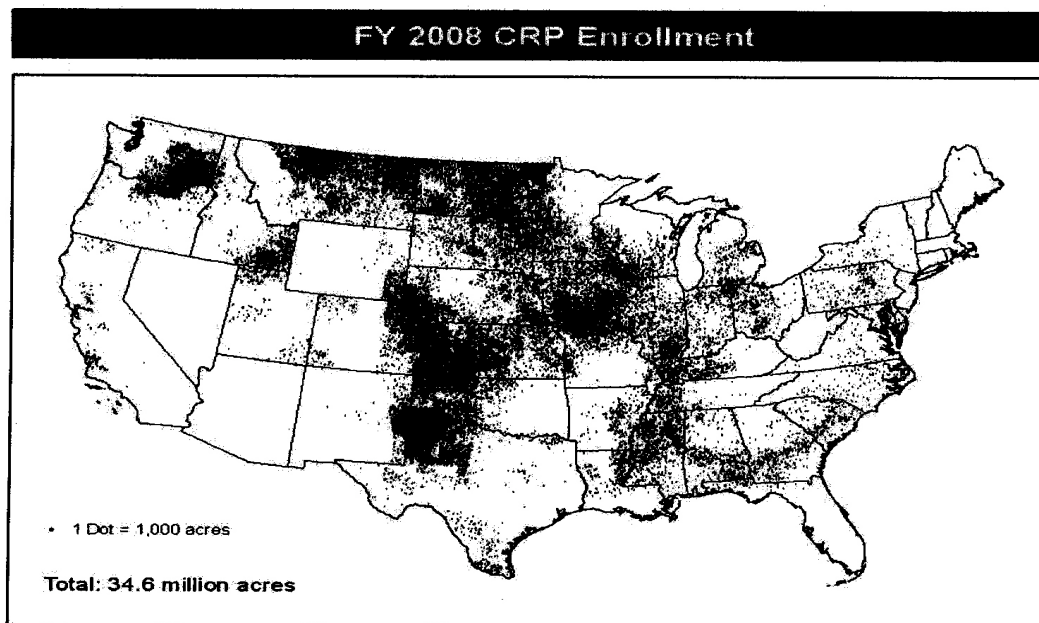 FY 2008 CRP Enrollment
• 1 Dot = 1,000 acres
Total: 34.6 million acres